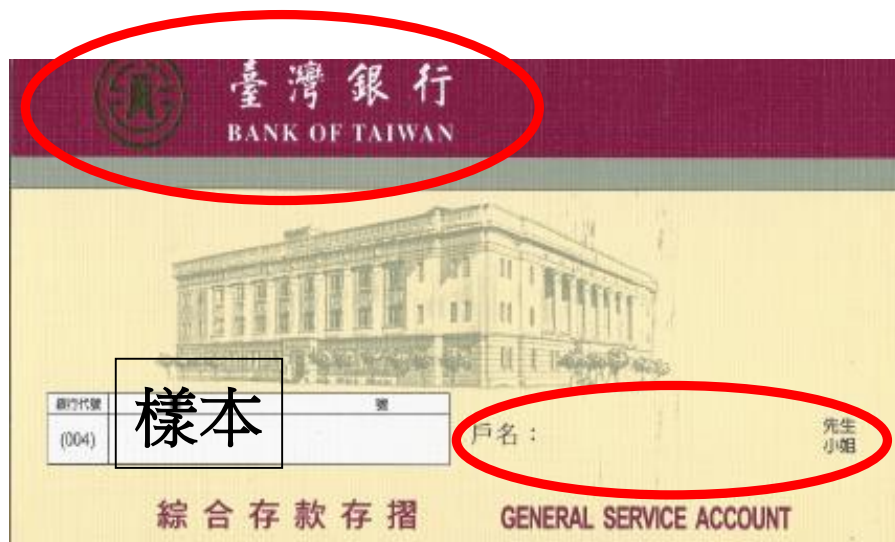 臺灣銀行
BANK OF TAIWAN
銀行代號 號
(004)
樣本
戶名：
先生
小姐
綜合存款存摺 GENERAL SERVICE ACCOUNT